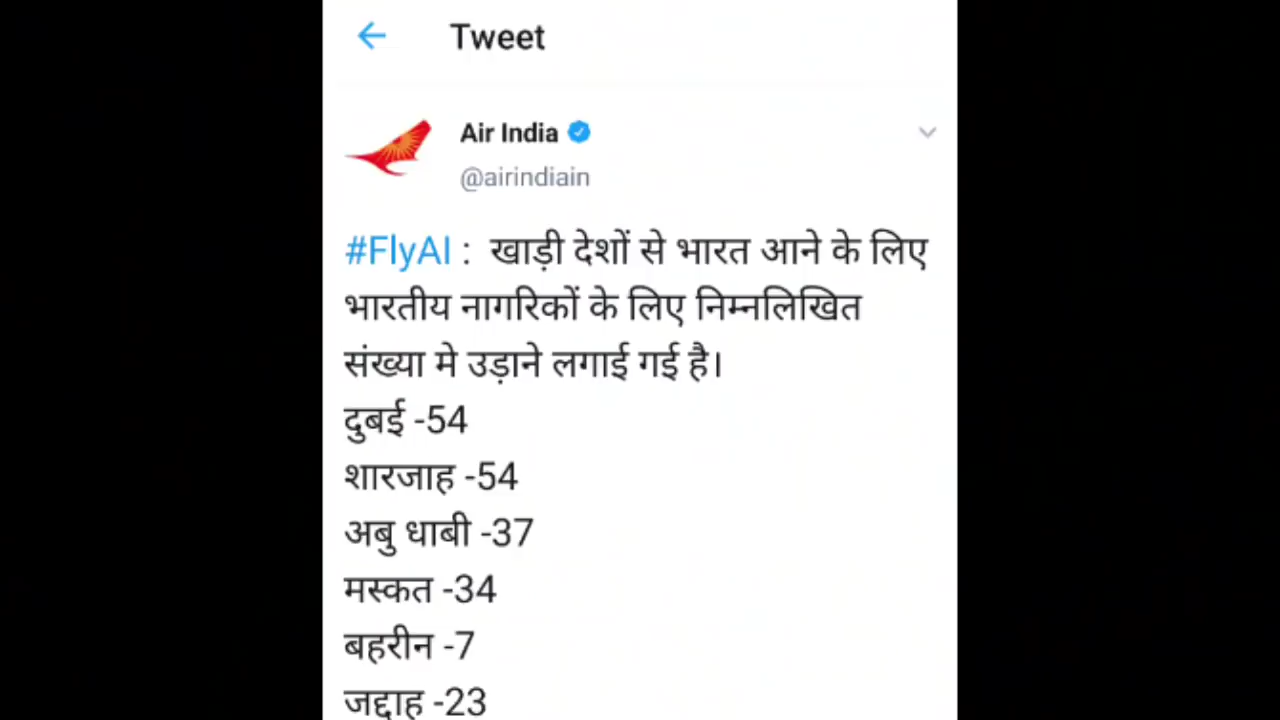 Tweet
Air India
@airindiain
#FlyAI : खाड़ी देशों से भारत आने के लिए
भारतीय नागरिकों के लिए निम्नलिखित
संख्या मे उड़ाने लगाई गई है।
दुबई -54
शारजाह -54
अबु धाबी -37
मस्कत -34
बहरीन -7
जद्दाह -23